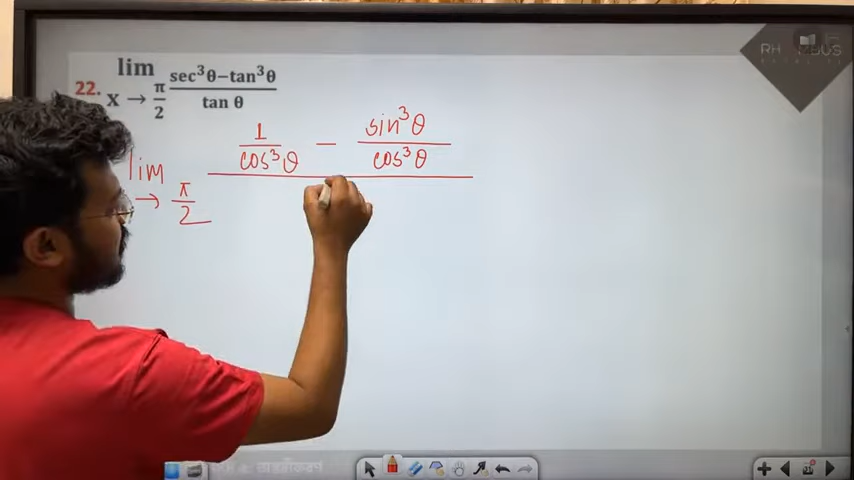 22. lim x → π/2 (sec³θ−tan³θ)/(tan θ)
1/cos³θ − sin³θ/cos³θ
lim → π/2